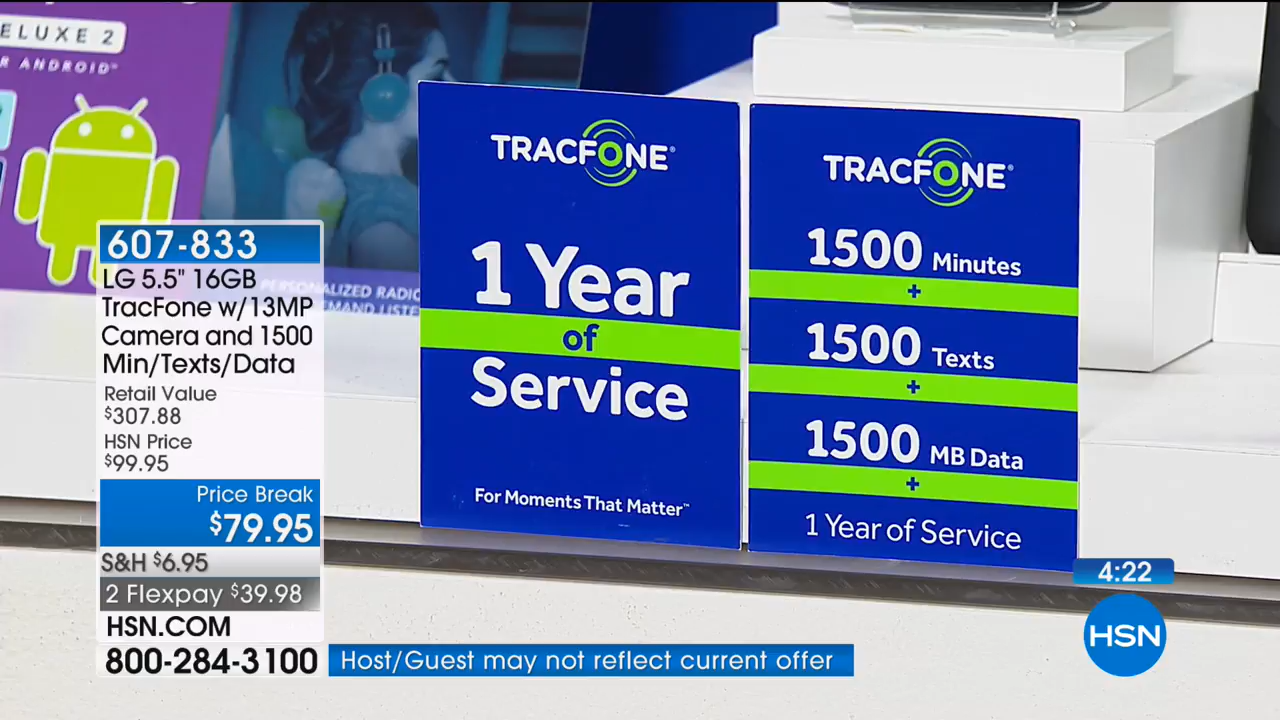 ELUXE 2
R ANDROID™
PERSONALIZED RADIO
EMAND LISTE
607-833
LG 5.5" 16GB
TracFone w/13MP
Camera and 1500
Min/Texts/Data
Retail Value
$307.88
HSN Price
$99.95
Price Break
$79.95
S&H $6.95
2 Flexpay $39.98
HSN.COM
800-284-3100
Host/Guest may not reflect current offer
TRACFONE®
1 Year
of
Service
For Moments That Matter™
TRACFONE®
1500 Minutes
+
1500 Texts
+
1500 MB Data
+
1 Year of Service
4:22
HSN